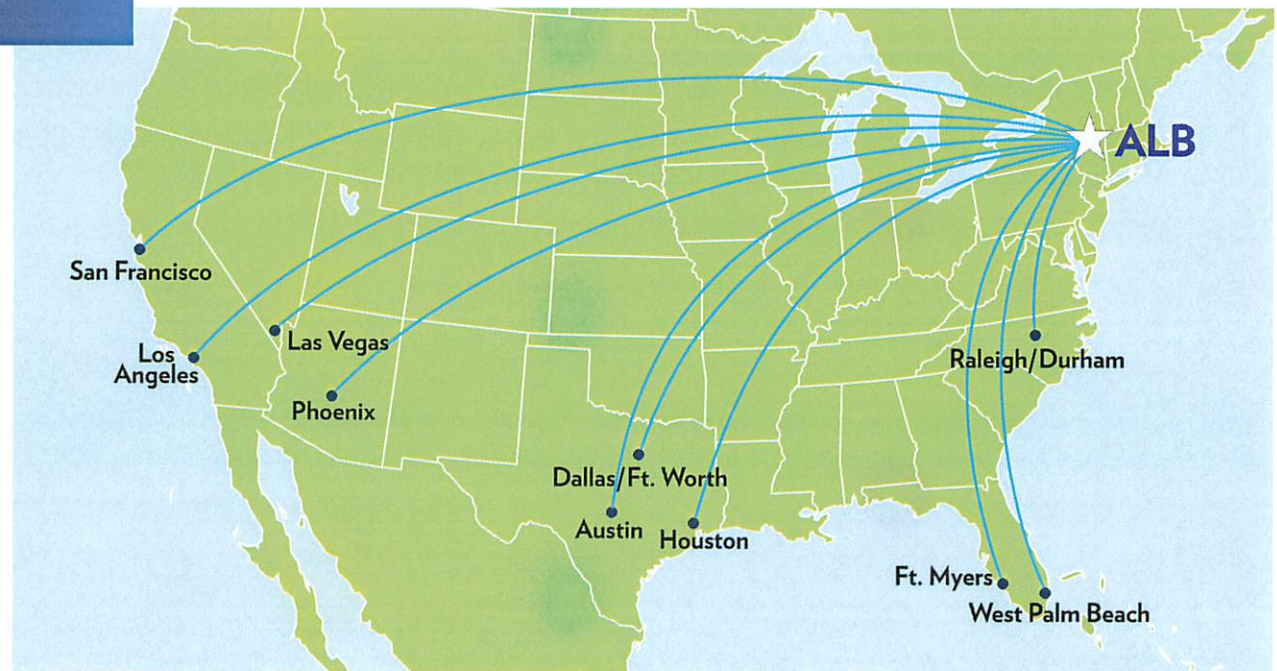 ALB
San Francisco
Las Vegas
Los
Angeles
Raleigh/Durham
Phoenix
Dallas/Ft. Worth
Austin
Houston
Ft. Myers
West Palm Beach